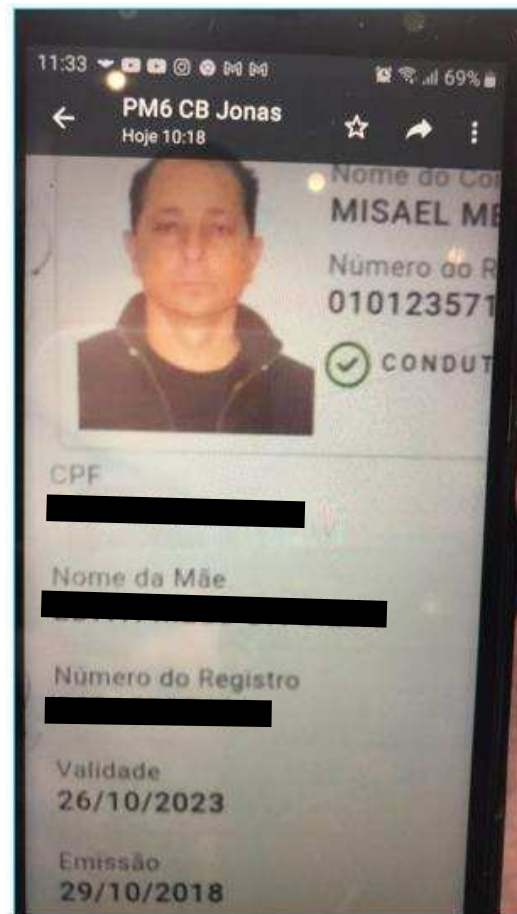 11:33
69%
PM6 CB Jonas
Hoje 10:18
Nome do Con
MISAEL ME
Número do R
010123571
CONDUT
CPF
Nome da Mãe
Número do Registro
Validade
26/10/2023
Emissão
29/10/2018